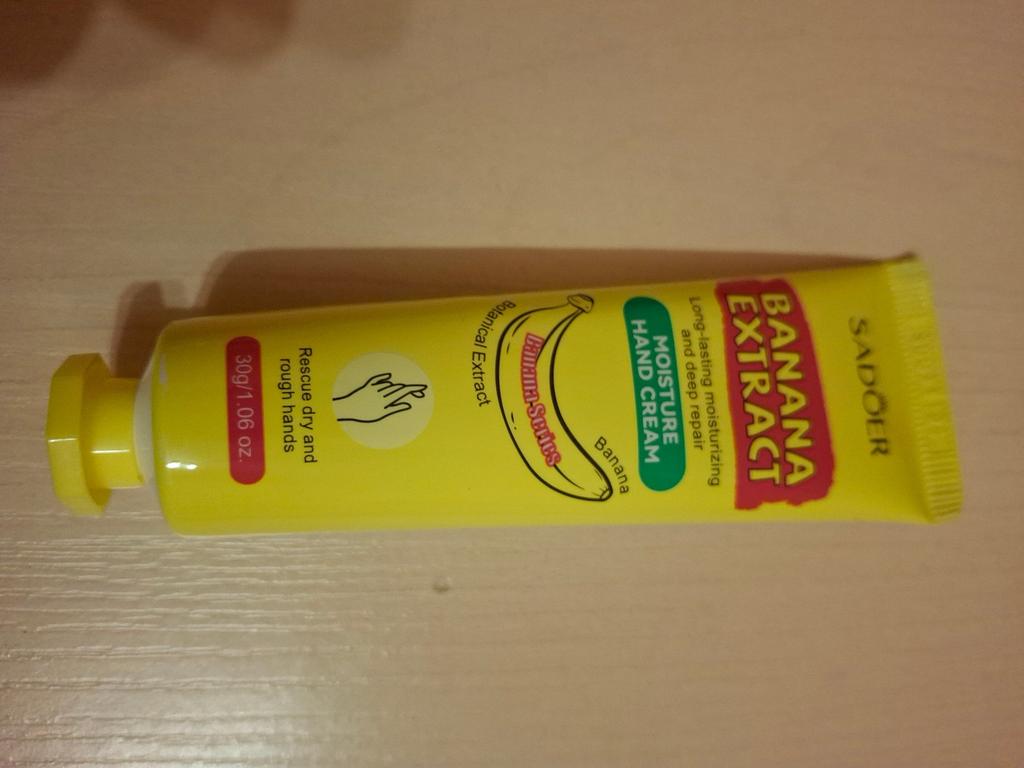 SADOER
BANANA
EXTRACT
Long-lasting moisturizing
and deep repair
MOISTURE
HAND CREAM
Banana
Banana Series
Botanical Extract
Rescue dry and
rough hands
30g/1.06 oz.